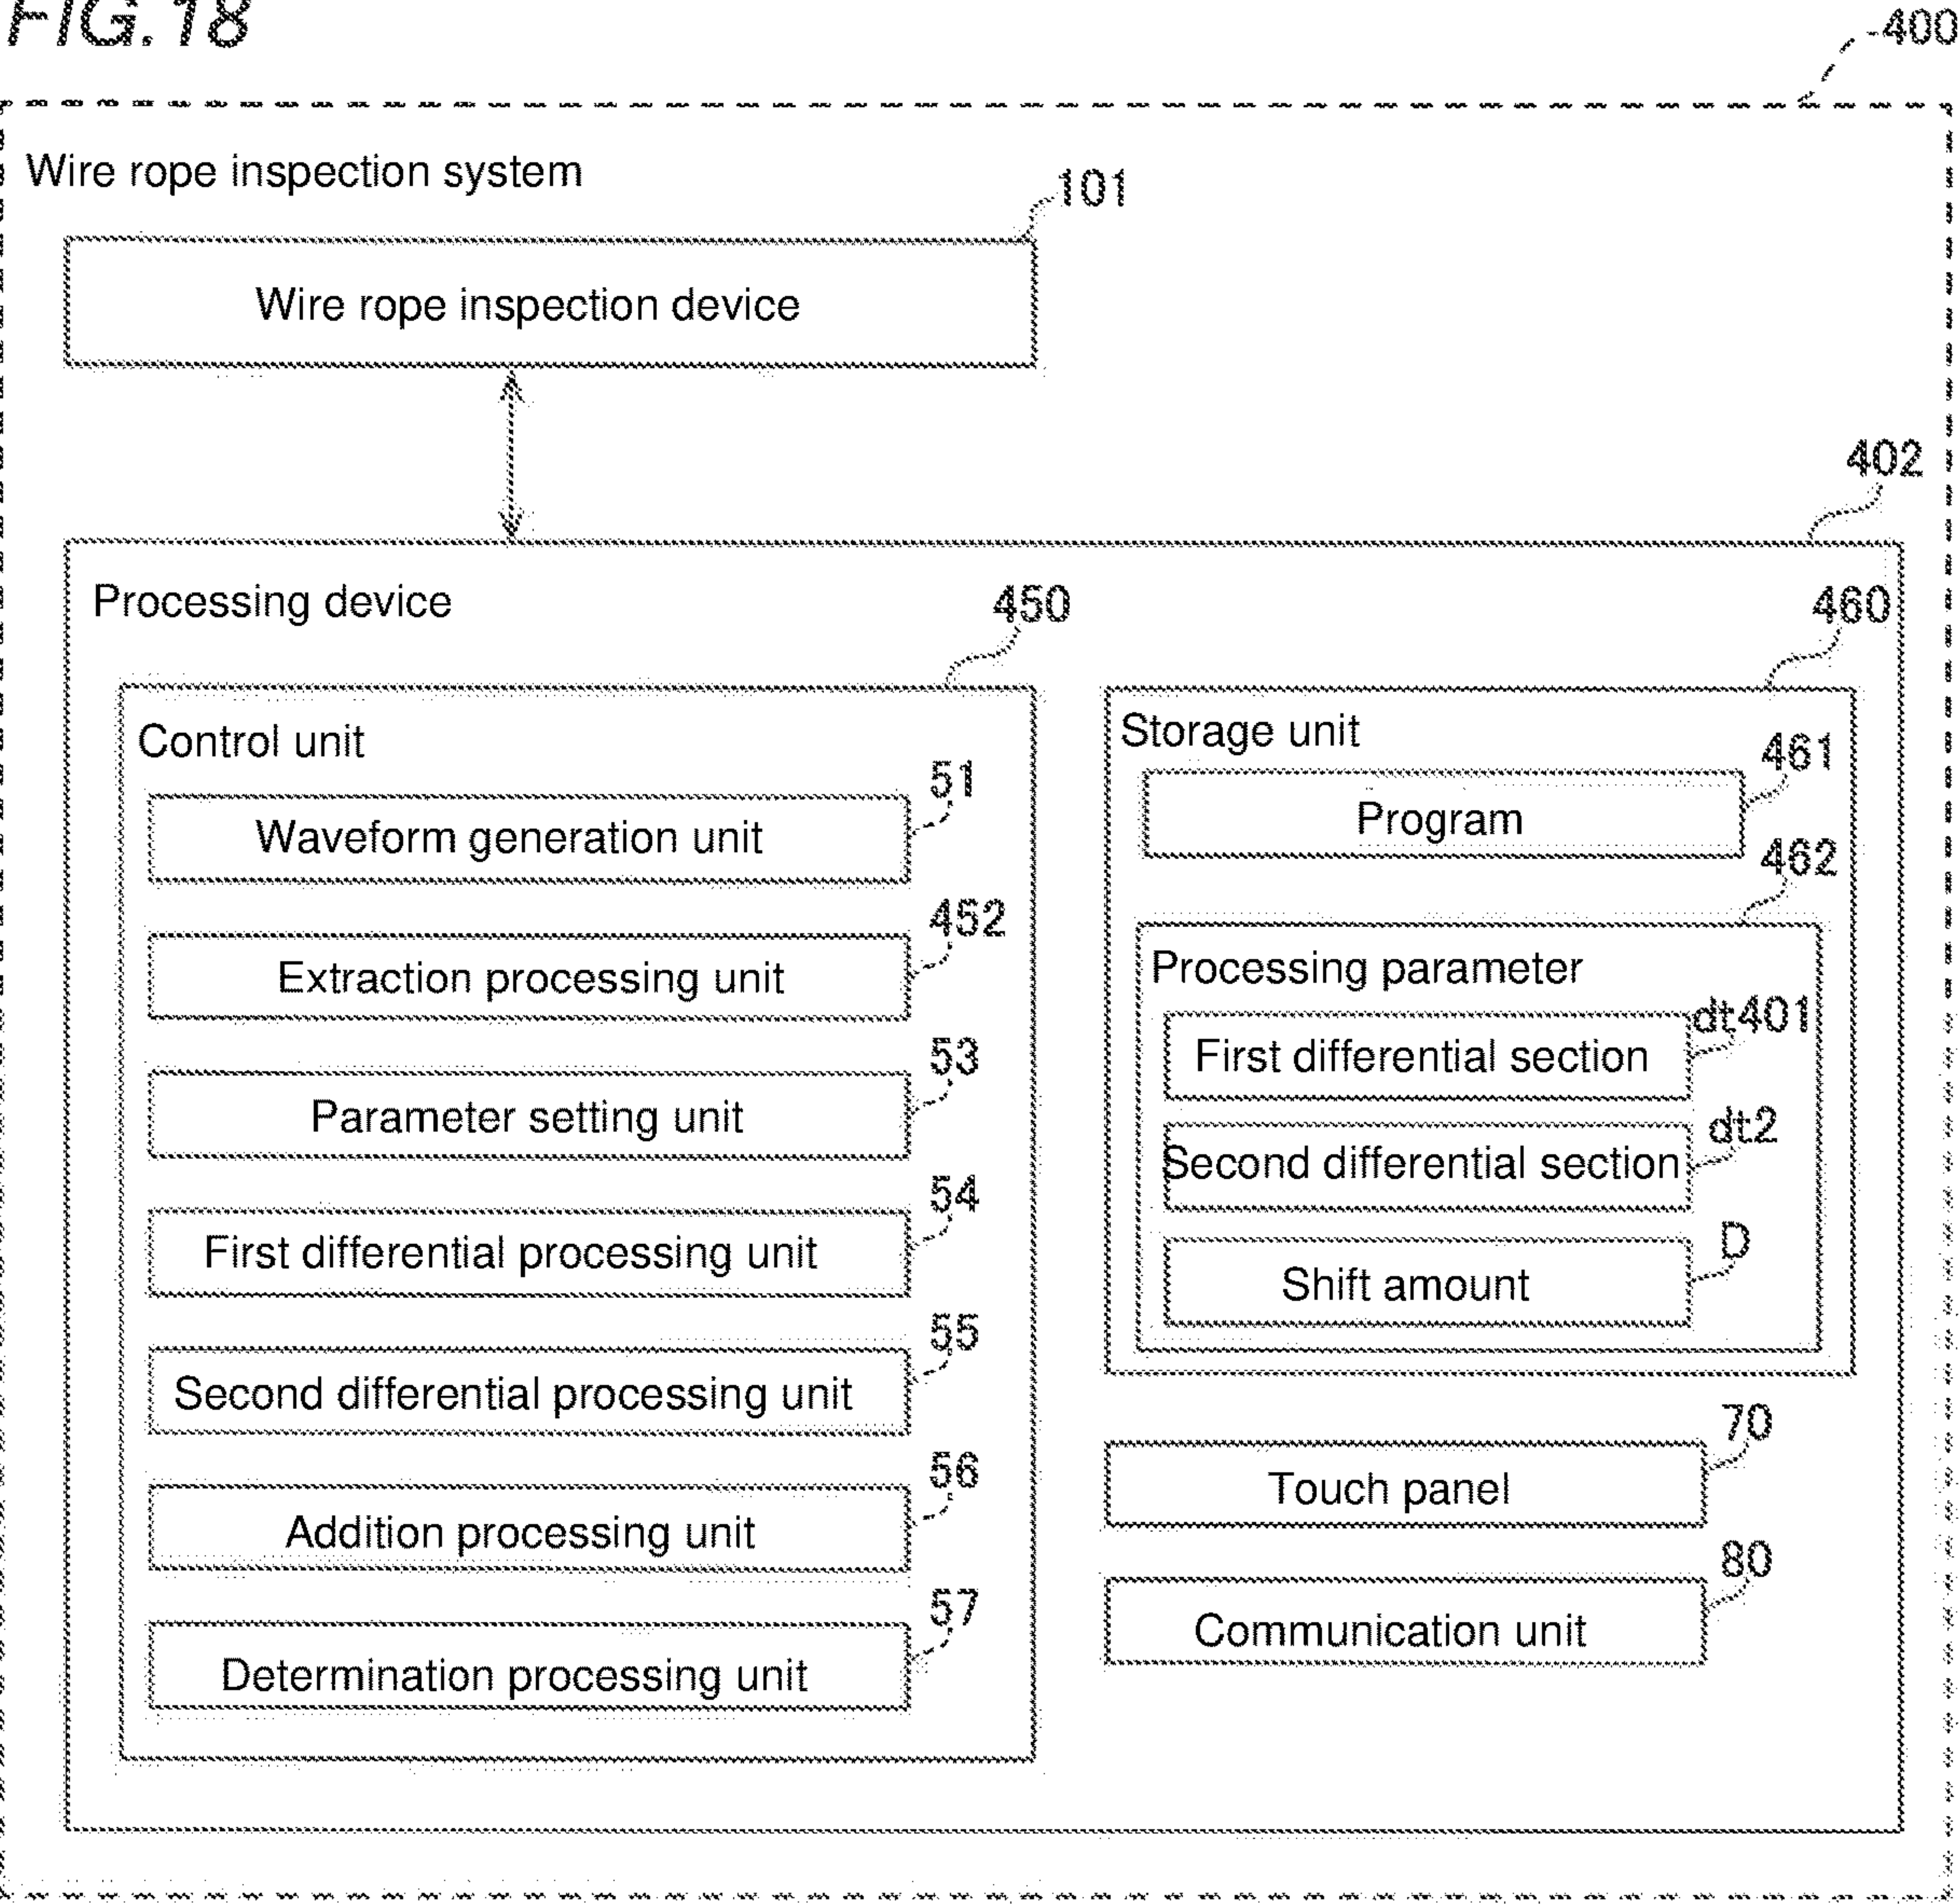 FIG. 18
400
Wire rope inspection system
101
Wire rope inspection device
402
Processing device
450
460
Control unit
Storage unit
51
461
Waveform generation unit
Program
452
462
Extraction processing unit
Processing parameter
53
dt401
Parameter setting unit
First differential section
54
dt2
First differential processing unit
Second differential section
55
D
Second differential processing unit
Shift amount
56
70
Addition processing unit
Touch panel
57
80
Determination processing unit
Communication unit